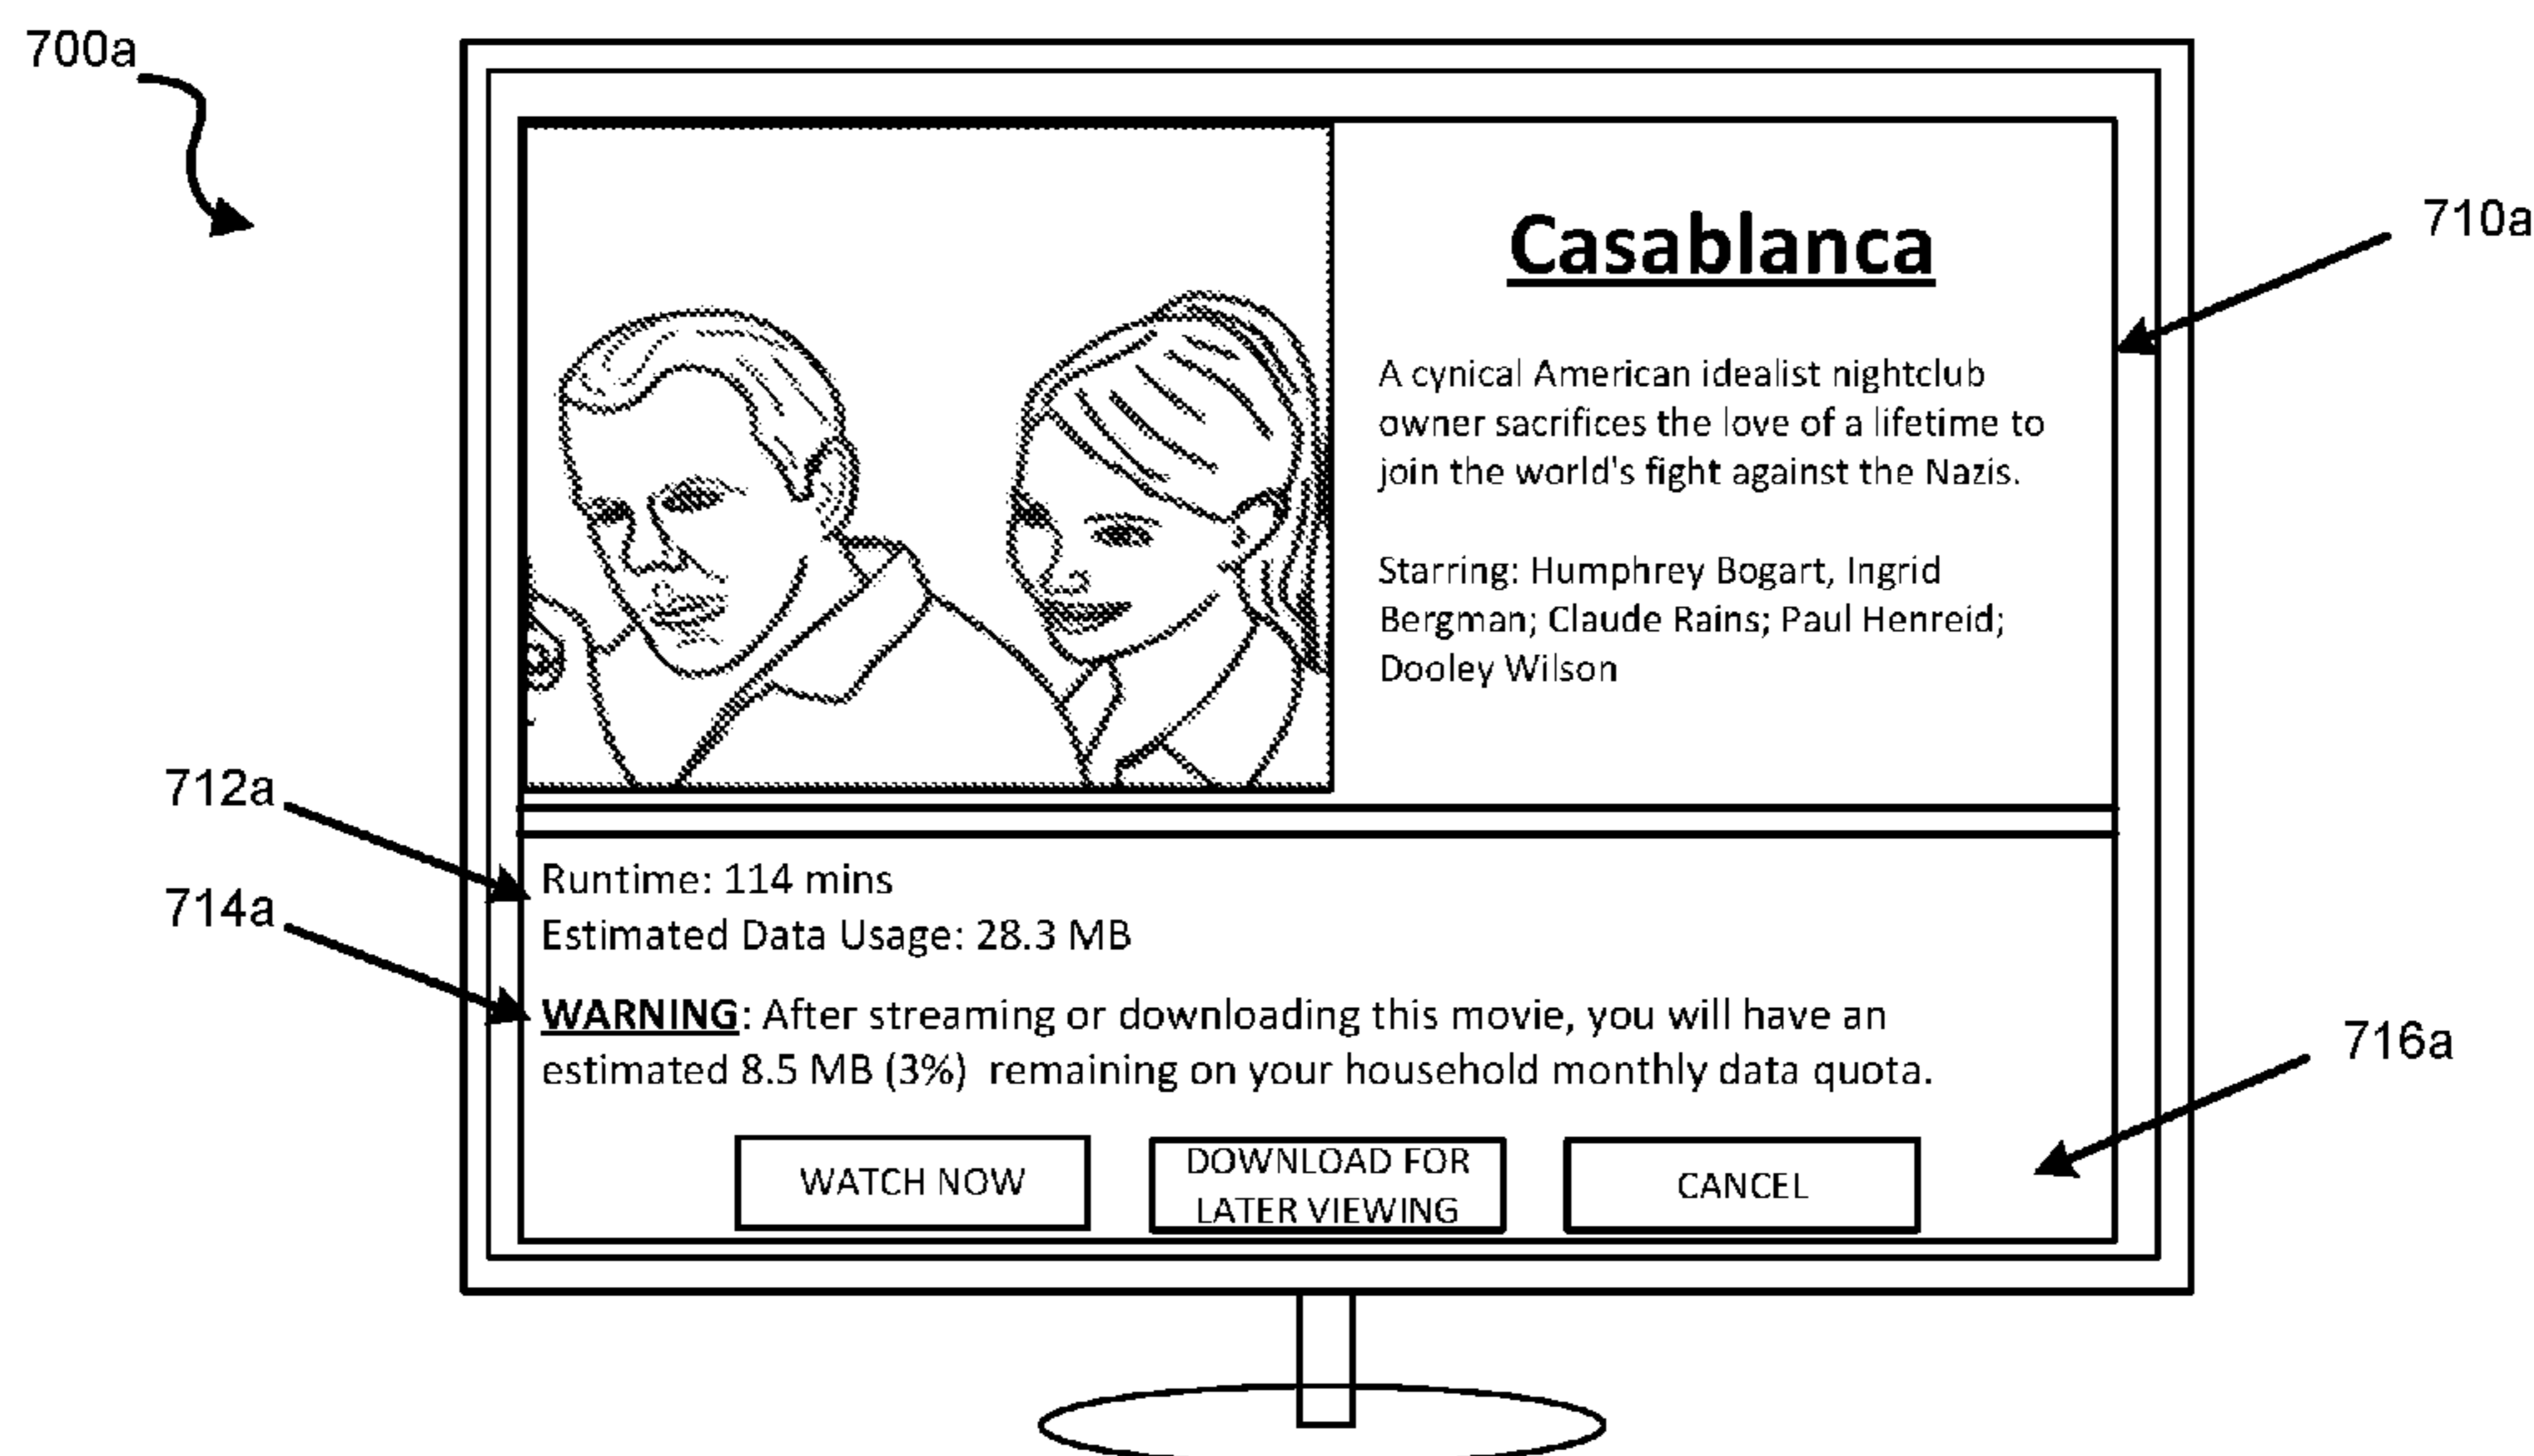 700a
710a
Casablanca
A cynical American idealist nightclub
owner sacrifices the love of a lifetime to
join the world's fight against the Nazis.
Starring: Humphrey Bogart, Ingrid
Bergman; Claude Rains; Paul Henreid;
Dooley Wilson
712a
Runtime: 114 mins
714a
Estimated Data Usage: 28.3 MB
WARNING: After streaming or downloading this movie, you will have an
estimated 8.5 MB (3%) remaining on your household monthly data quota.
716a
WATCH NOW
DOWNLOAD FOR
LATER VIEWING
CANCEL